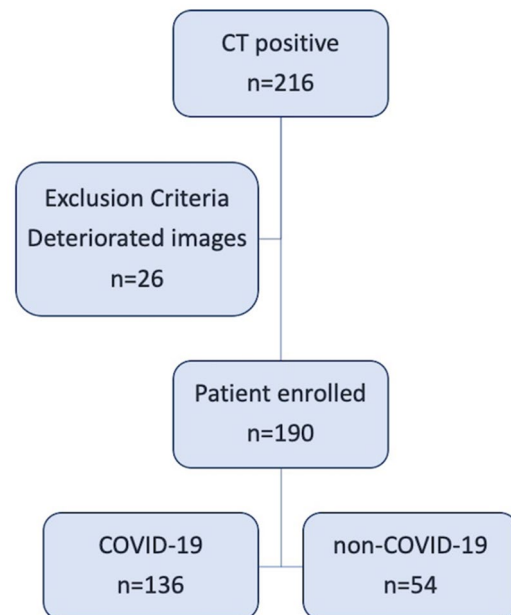 CT positive
n=216
Exclusion Criteria
Deteriorated images
n=26
Patient enrolled
n=190
COVID-19
n=136
non-COVID-19
n=54